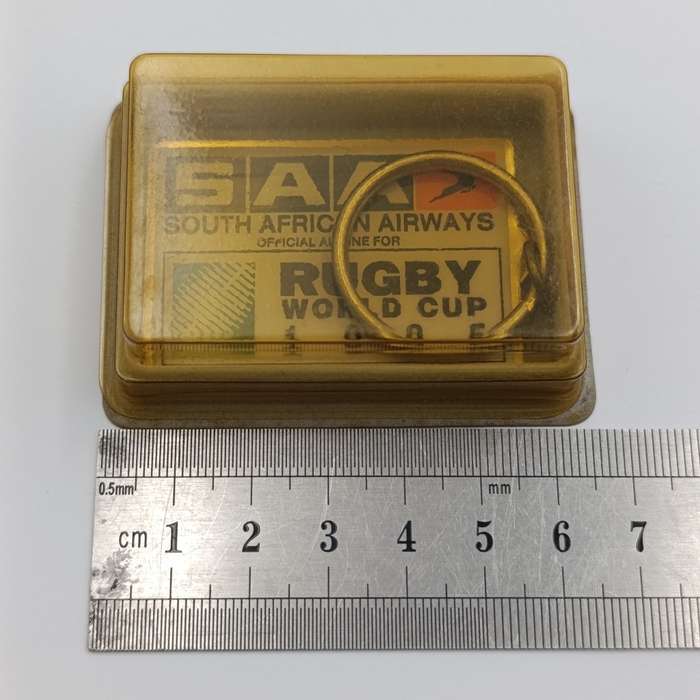 SAA
SOUTH AFRICAN AIRWAYS
OFFICIAL AIRLINE FOR
RUGBY
WORLD CUP
1995
0.5mm mm
cm 1 2 3 4 5 6 7